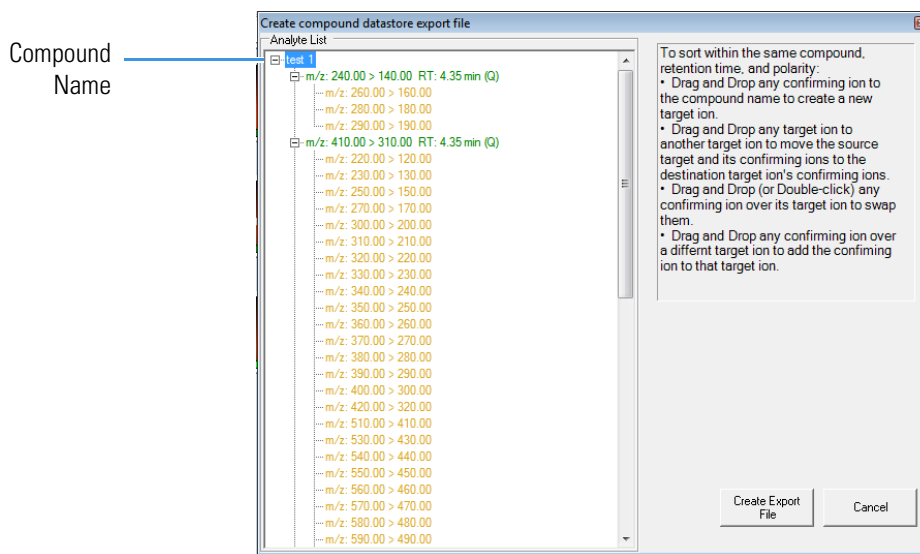 Create compound datastore export file
Analyte List
Compound
Name
test 1
m/z: 240.00 > 140.00 RT: 4.35 min (Q)
m/z: 260.00 > 160.00
m/z: 280.00 > 180.00
m/z: 290.00 > 190.00
m/z: 410.00 > 310.00 RT: 4.35 min (Q)
m/z: 220.00 > 120.00
m/z: 230.00 > 130.00
m/z: 250.00 > 150.00
m/z: 270.00 > 170.00
m/z: 300.00 > 200.00
m/z: 310.00 > 210.00
m/z: 320.00 > 220.00
m/z: 330.00 > 230.00
m/z: 340.00 > 240.00
m/z: 350.00 > 250.00
m/z: 360.00 > 260.00
m/z: 370.00 > 270.00
m/z: 380.00 > 280.00
m/z: 390.00 > 290.00
m/z: 400.00 > 300.00
m/z: 420.00 > 320.00
m/z: 510.00 > 410.00
m/z: 530.00 > 430.00
m/z: 540.00 > 440.00
m/z: 550.00 > 450.00
m/z: 560.00 > 460.00
m/z: 570.00 > 470.00
m/z: 580.00 > 480.00
m/z: 590.00 > 490.00
To sort within the same compound,
retention time, and polarity:
• Drag and Drop any confirming ion to
the compound name to create a new
target ion.
• Drag and Drop any target ion to
another target ion to move the source
target and its confirming ions to the
destination target ion's confirming ions.
• Drag and Drop (or Double-click) any
confirming ion over its target ion to swap
them.
• Drag and Drop any confirming ion over
a differnt target ion to add the confiming
ion to that target ion.
Create Export
File
Cancel